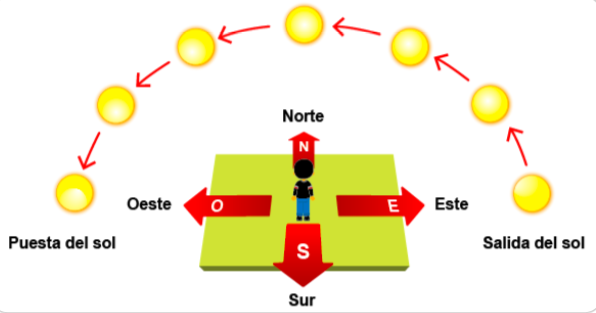 Norte
N
Oeste
O
E
Este
Puesta del sol
Salida del sol
S
Sur